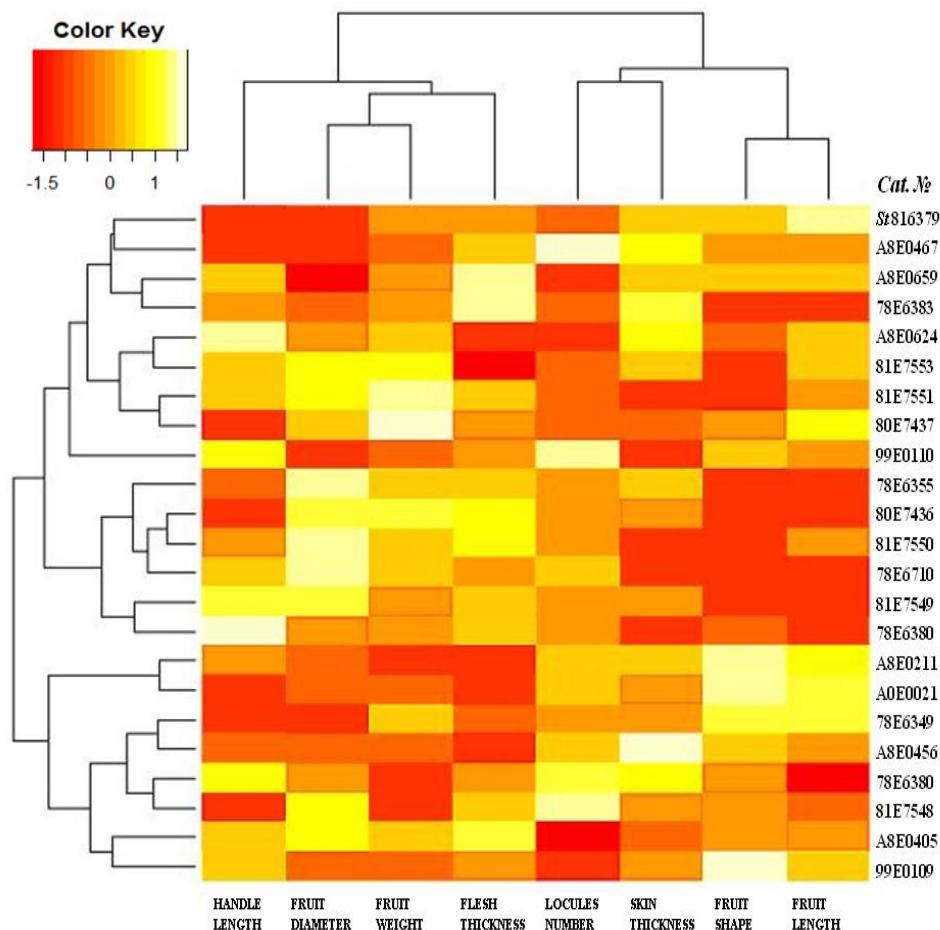 Color Key
-1.5 0 1
Cat. №
St816379
A8E0467
A8E0659
78E6383
A8E0624
81E7553
81E7551
80E7437
99E0110
78E6355
80E7436
81E7550
78E6710
81E7549
78E6380
A8E0211
A0E0021
78E6349
A8E0456
78E6380
81E7548
A8E0405
99E0109
HANDLE FRUIT FRUIT FLESH LOCULES SKIN FRUIT FRUIT
LENGTH DIAMETER WEIGHT THICKNESS NUMBER THICKNESS SHAPE LENGTH